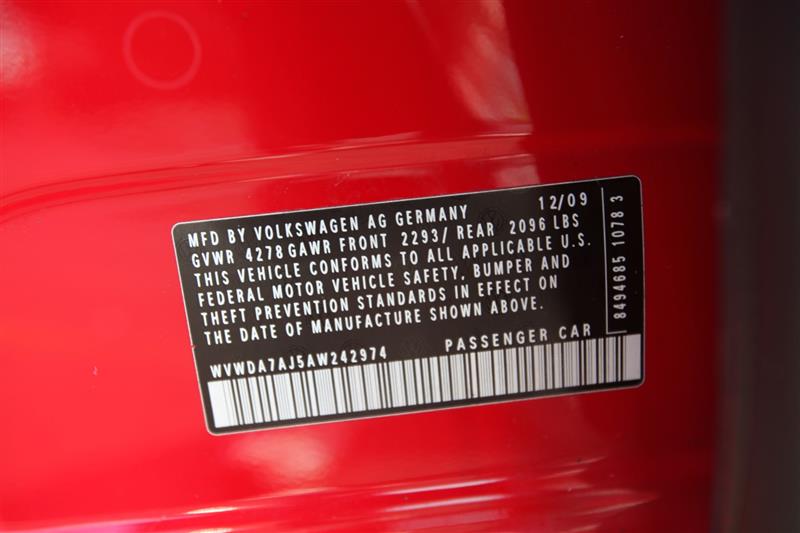 MFD BY VOLKSWAGEN AG GERMANY 12/09
GVWR 4278 GAWR FRONT 2293/ REAR 2096 LBS
THIS VEHICLE CONFORMS TO ALL APPLICABLE U.S.
FEDERAL MOTOR VEHICLE SAFETY, BUMPER AND
THEFT PREVENTION STANDARDS IN EFFECT ON
THE DATE OF MANUFACTURE SHOWN ABOVE.
WVWDA7AJ5AW242974 PASSENGER CAR
8494685 1078 3